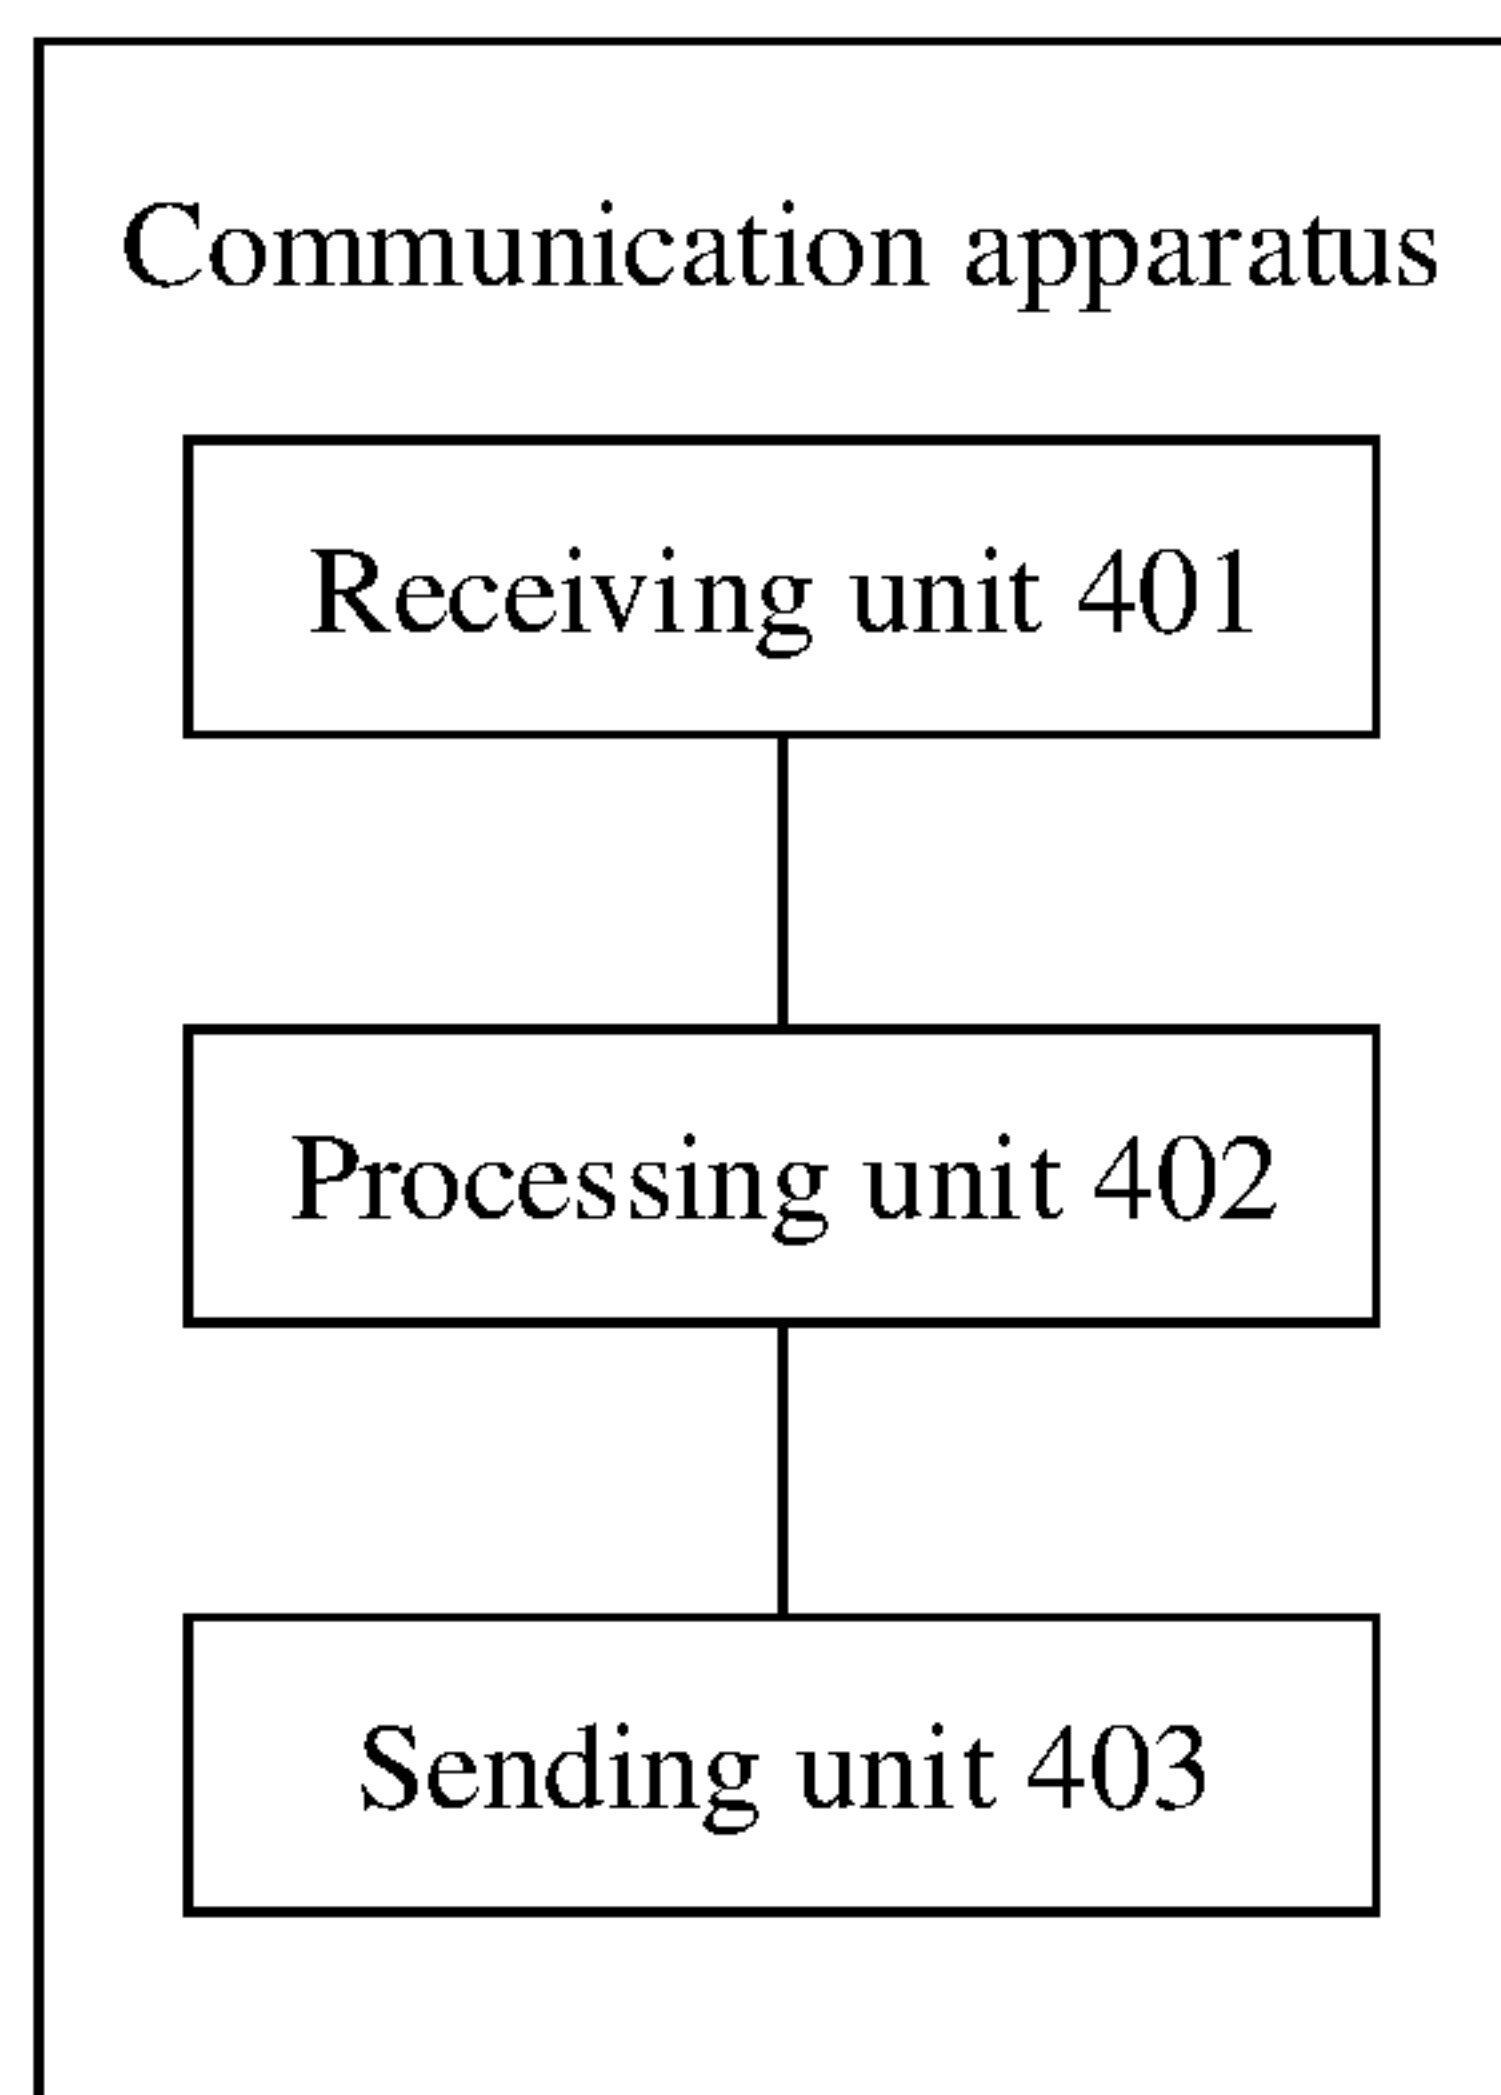 Communication apparatus
Receiving unit 401
Processing unit 402
Sending unit 403